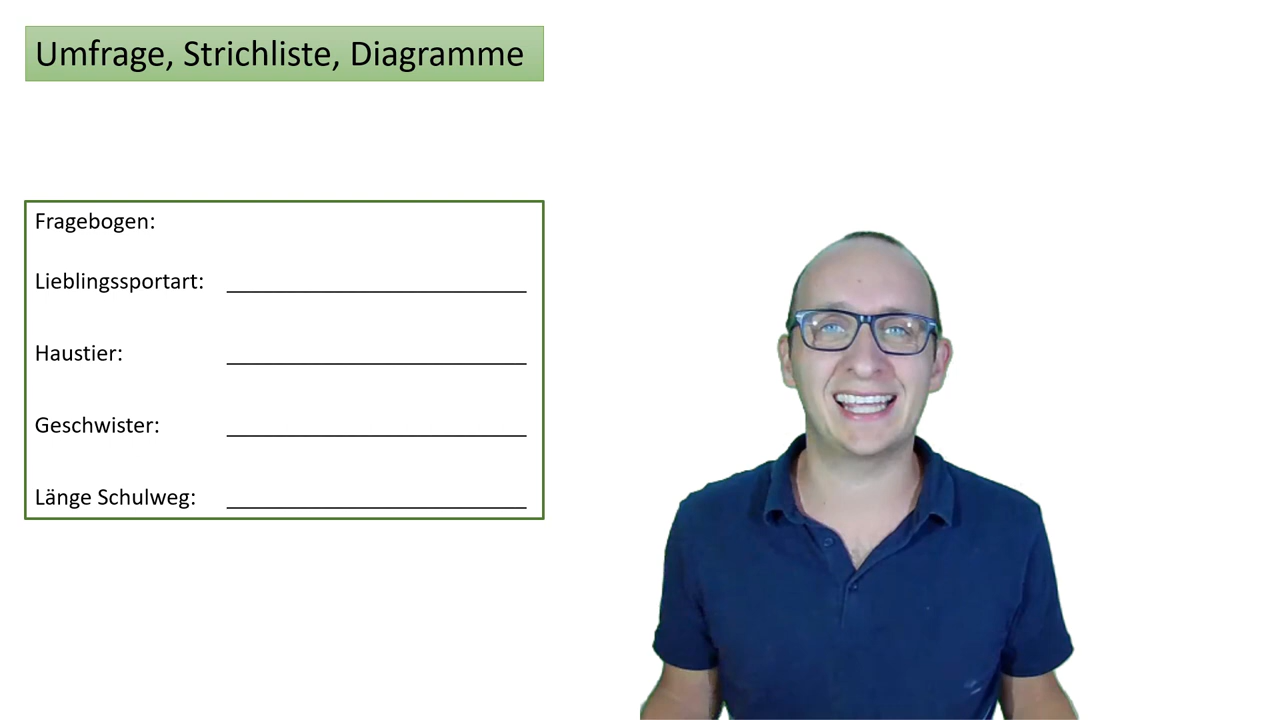 Umfrage, Strichliste, Diagramme
Fragebogen:
Lieblingssportart:
Haustier:
Geschwister:
Länge Schulweg: